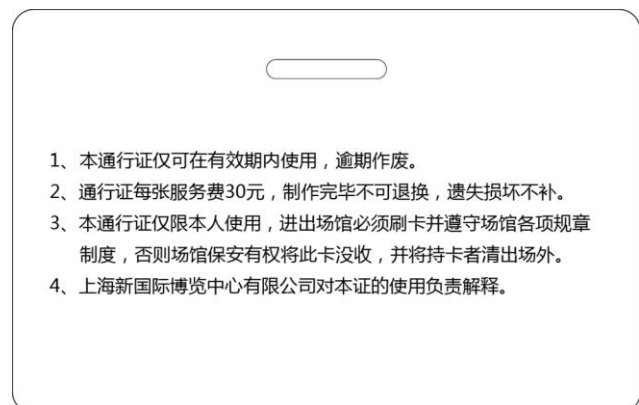 1、本通行证仅可在有效期内使用，逾期作废。
2、通行证每张服务费30元，制作完毕不可退换，遗失损坏不补。
3、本通行证仅限本人使用，进出场馆必须刷卡并遵守场馆各项规章
制度，否则场馆保安有权将此卡没收，并将持卡者清出场外。
4、上海新国际博览中心有限公司对本证的使用负责解释。